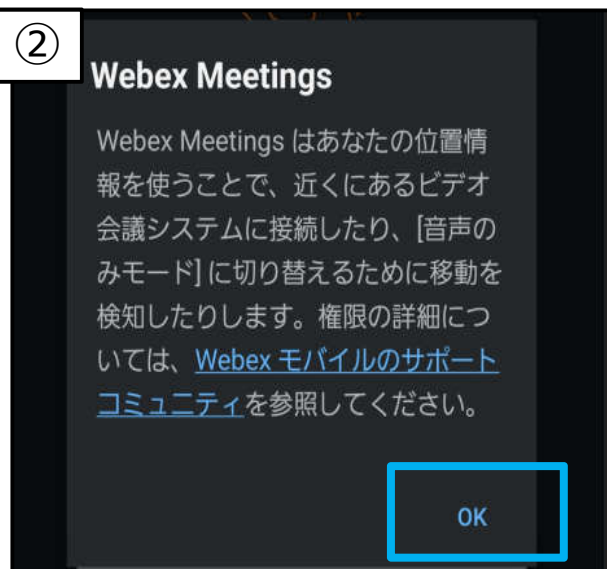 ②
Webex Meetings
Webex Meetings はあなたの位置情
報を使うことで、近くにあるビデオ
会議システムに接続したり、[音声の
みモード] に切り替えるために移動を
検知したりします。権限の詳細につ
いては、Webex モバイルのサポート
コミュニティを参照してください。
OK